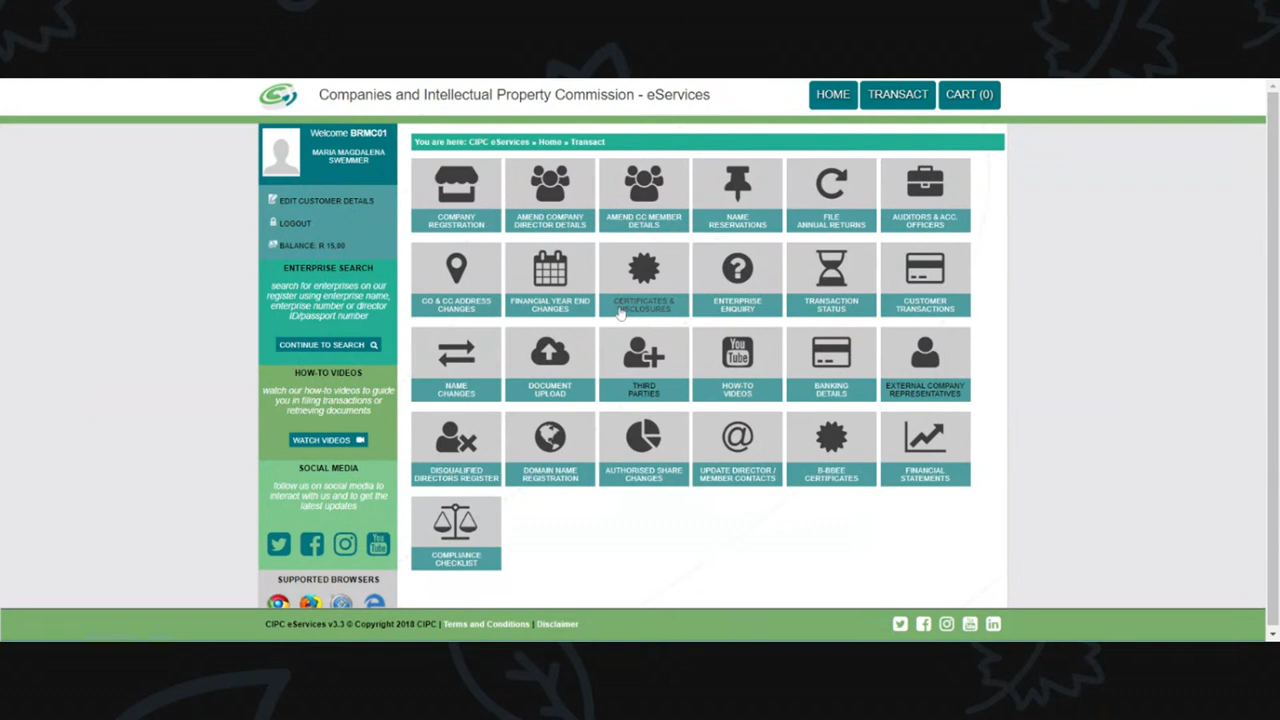 Companies and Intellectual Property Commission - eServices
HOME
TRANSACT
CART (0)
Welcome BRMC01
MARIA MAGDALENA
SWEMMER
EDIT CUSTOMER DETAILS
LOGOUT
BALANCE: R 15,00
ENTERPRISE SEARCH
search for enterprises on our
register using enterprise name,
enterprise number or director
ID/passport number
CONTINUE TO SEARCH
HOW-TO VIDEOS
watch our how-to videos to guide
you in filing transactions or
retrieving documents
WATCH VIDEOS
SOCIAL MEDIA
follow us on social media to
interact with us and to get the
latest updates
You Tube
SUPPORTED BROWSERS
You are here: CIPC eServices » Home » Transact
COMPANY
REGISTRATION
AMEND COMPANY
DIRECTOR DETAILS
AMEND CC MEMBER
DETAILS
NAME
RESERVATIONS
FILE
ANNUAL RETURNS
AUDITORS & ACC.
OFFICERS
CO & CC ADDRESS
CHANGES
FINANCIAL YEAR END
CHANGES
CERTIFICATES &
DISCLOSURES
ENTERPRISE
ENQUIRY
TRANSACTION
STATUS
CUSTOMER
TRANSACTIONS
NAME
CHANGES
DOCUMENT
UPLOAD
THIRD
PARTIES
You
Tube
HOW-TO
VIDEOS
BANKING
DETAILS
EXTERNAL COMPANY
REPRESENTATIVES
DISQUALIFIED
DIRECTORS REGISTER
DOMAIN NAME
REGISTRATION
AUTHORISED SHARE
CHANGES
UPDATE DIRECTOR /
MEMBER CONTACTS
B-BBEE
CERTIFICATES
FINANCIAL
STATEMENTS
COMPLIANCE
CHECKLIST
CIPC eServices v3.3 © Copyright 2018 CIPC | Terms and Conditions | Disclaimer